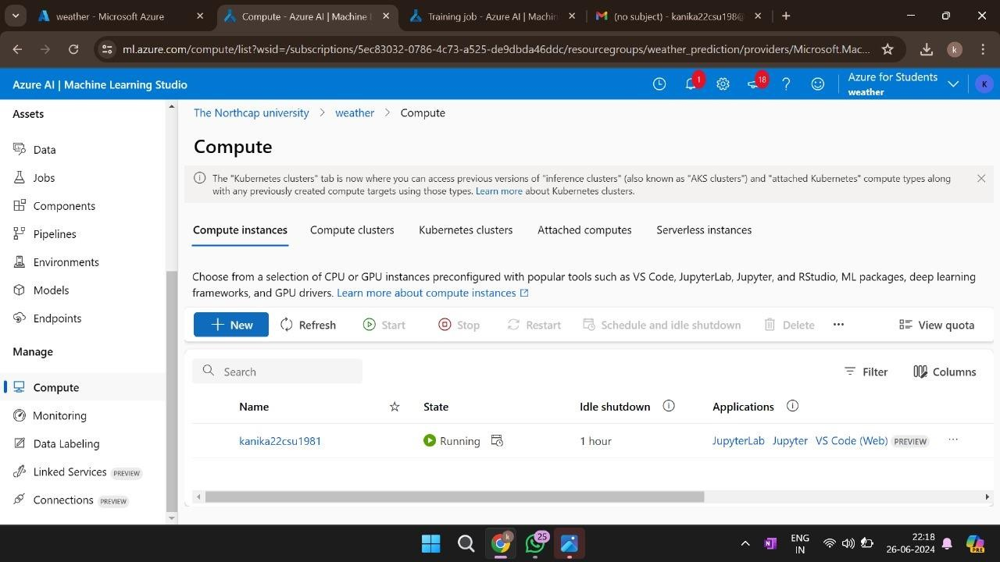 weather - Microsoft Azure
Compute - Azure AI | Machine L
Training job - Azure AI | Machin
(no subject) - kanika22csu198@
ml.azure.com/compute/list?wsid=/subscriptions/5ec83032-0786-4c73-a525-de9dbda46ddc/resourcegroups/weather_prediction/providers/Microsoft.Mac...
k
Azure AI | Machine Learning Studio
1
18
Azure for Students
weather
K
Assets
Data
Jobs
Components
Pipelines
Environments
Models
Endpoints
Manage
Compute
Monitoring
Data Labeling
Linked Services PREVIEW
Connections PREVIEW
The Northcap university > weather > Compute
Compute
The "Kubernetes clusters" tab is now where you can access previous versions of "inference clusters" (also known as "AKS clusters") and "attached Kubernetes" compute types along
with any previously created compute targets using those types. Learn more about Kubernetes clusters.
Compute instances Compute clusters Kubernetes clusters Attached computes Serverless instances
Choose from a selection of CPU or GPU instances preconfigured with popular tools such as VS Code, JupyterLab, Jupyter, and RStudio, ML packages, deep learning
frameworks, and GPU drivers. Learn more about compute instances
New Refresh Start Stop Restart Schedule and idle shutdown Delete ... View quota
Search
Filter Columns
Name State Idle shutdown Applications
kanika22csu1981 Running 1 hour JupyterLab Jupyter VS Code (Web) PREVIEW ...
k
25
ENG
IN
22:18
26-06-2024
PRE